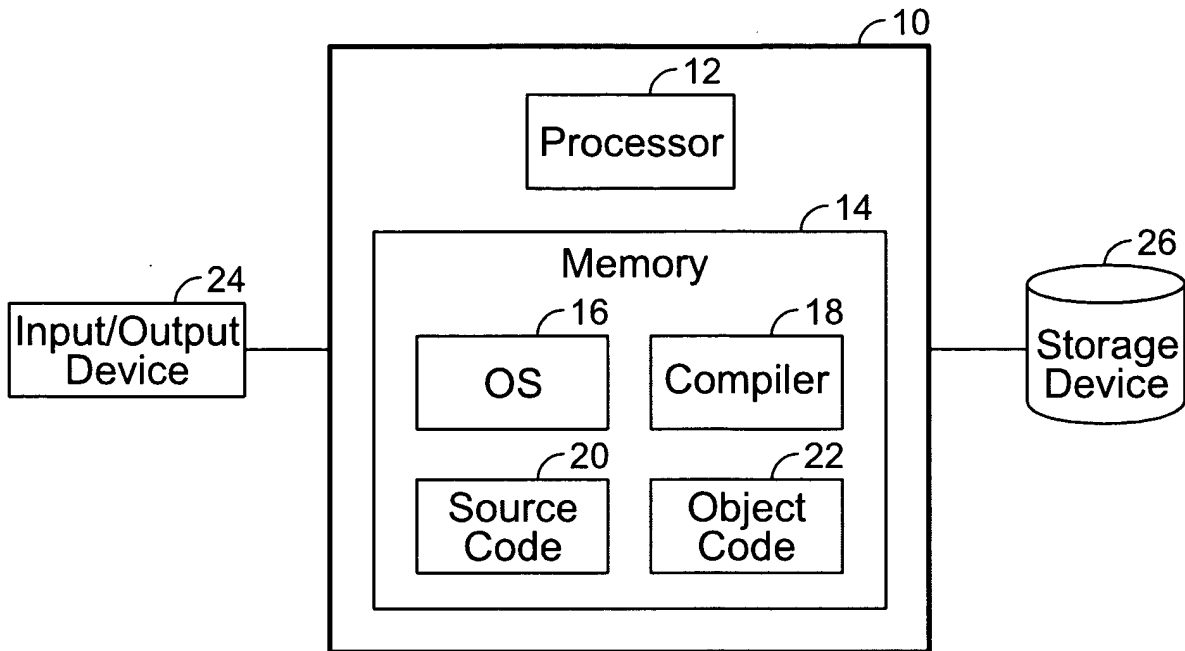 10
12
Processor
14
Memory
24
Input/Output
Device
16
OS
18
Compiler
20
Source
Code
22
Object
Code
26
Storage
Device